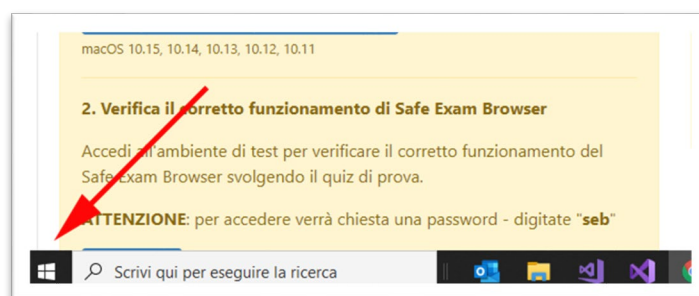 macOS 10.15, 10.14, 10.13, 10.12, 10.11
2. Verifica il corretto funzionamento di Safe Exam Browser
Accedi all'ambiente di test per verificare il corretto funzionamento del
Safe Exam Browser svolgendo il quiz di prova.
ATTENZIONE: per accedere verrà chiesta una password - digitate "seb"
Scrivi qui per eseguire la ricerca